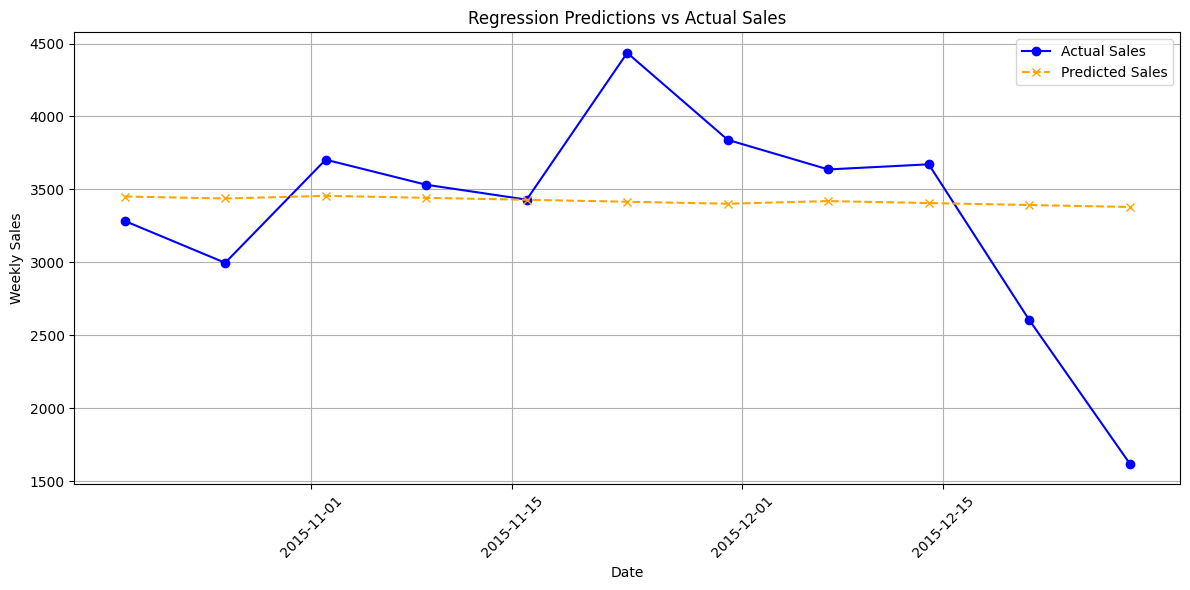 Regression Predictions vs Actual Sales
Actual Sales
Predicted Sales
Weekly Sales
4500
4000
3500
3000
2500
2000
1500
2015-11-01
2015-11-15
2015-12-01
2015-12-15
Date